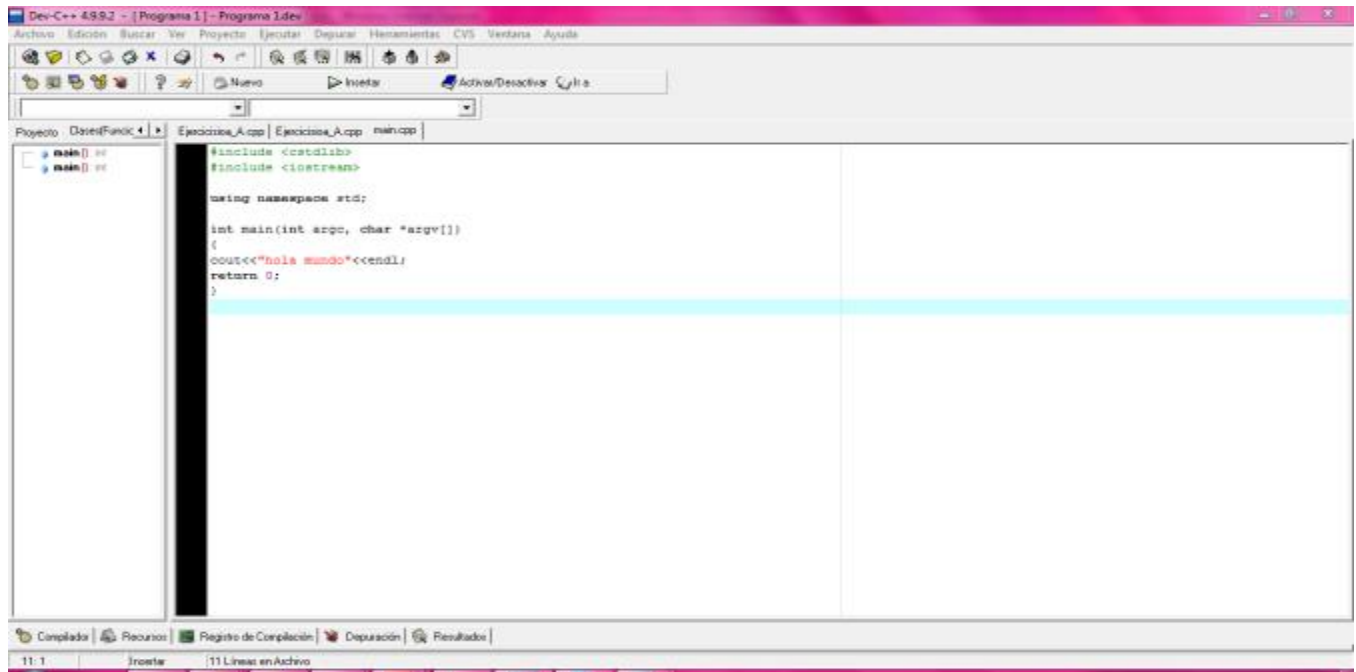 Dev-C++ 4.9.9.2 - [ Programa 1 ] - Programa 1.dev
Archivo Edición Buscar Ver Proyecto Ejecutar Depurar Herramientas CVS Ventana Ayuda
Nuevo Insertar Activar/Desactivar Ir a
Proyecto Clases/Funcic
Ejercicios_A.cpp Ejercicios_A.cpp main.cpp
main()
main()
#include <cstdlib>
#include <iostream>
using namespace std;
int main(int argc, char *argv[])
{
cout<<"hola mundo"<<endl;
return 0;
}
Compilador Recursos Registro de Compilación Depuración Resultados
11: 1 Insertar 11 Líneas en Archivo